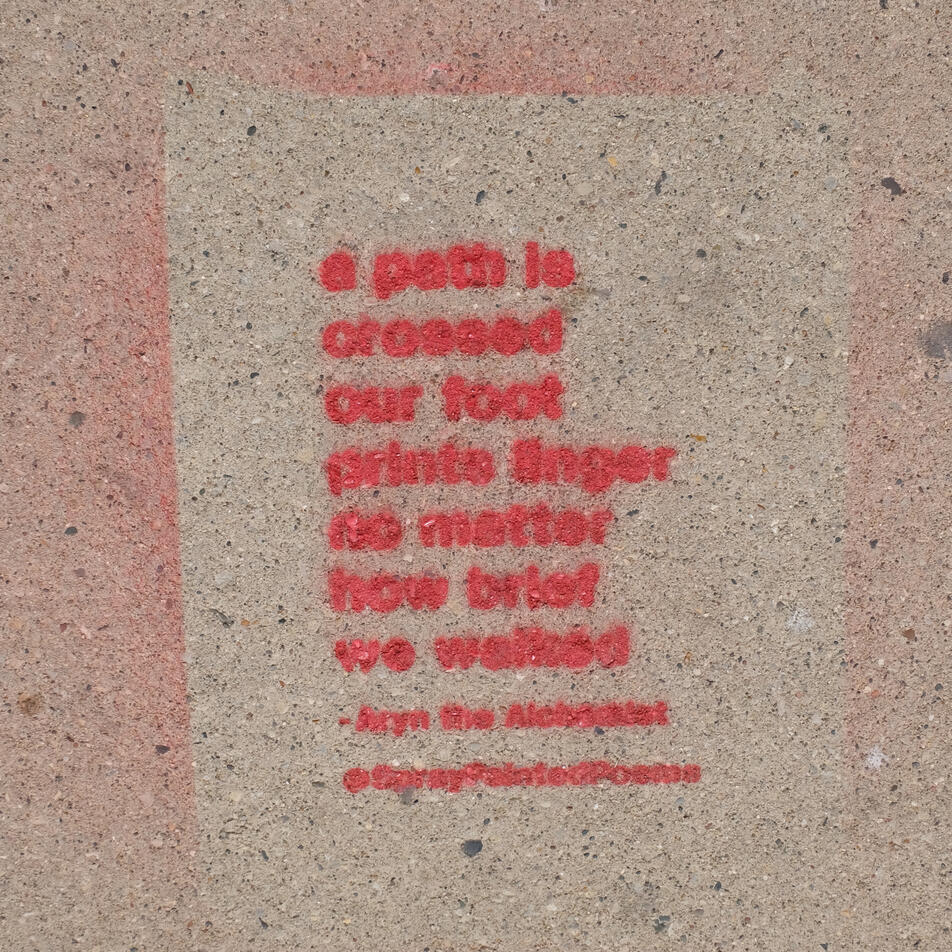 a path is
crossed
our foot
prints linger
no matter
how brief
we walked
-Aryn the Alchemist
@SprayPaintedPoems